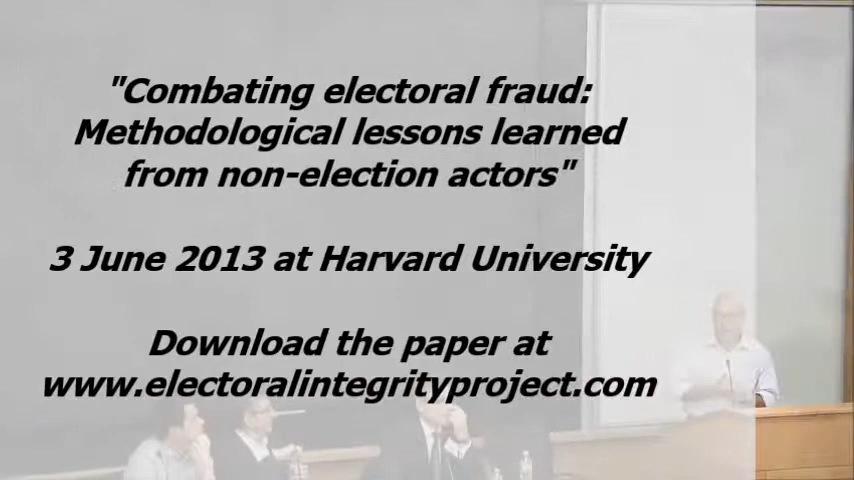 "Combating electoral fraud:
Methodological lessons learned
from non-election actors"
3 June 2013 at Harvard University
Download the paper at
www.electoralintegrityproject.com